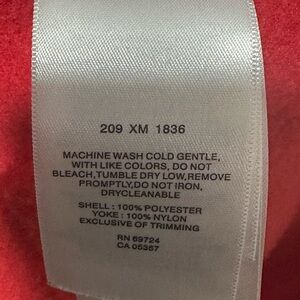 209 XM 1836
MACHINE WASH COLD GENTLE,
WITH LIKE COLORS, DO NOT
BLEACH,TUMBLE DRY LOW,REMOVE
PROMPTLY,DO NOT IRON,
DRYCLEANABLE
SHELL : 100% POLYESTER
YOKE : 100% NYLON
EXCLUSIVE OF TRIMMING
RN 69724
CA 05367